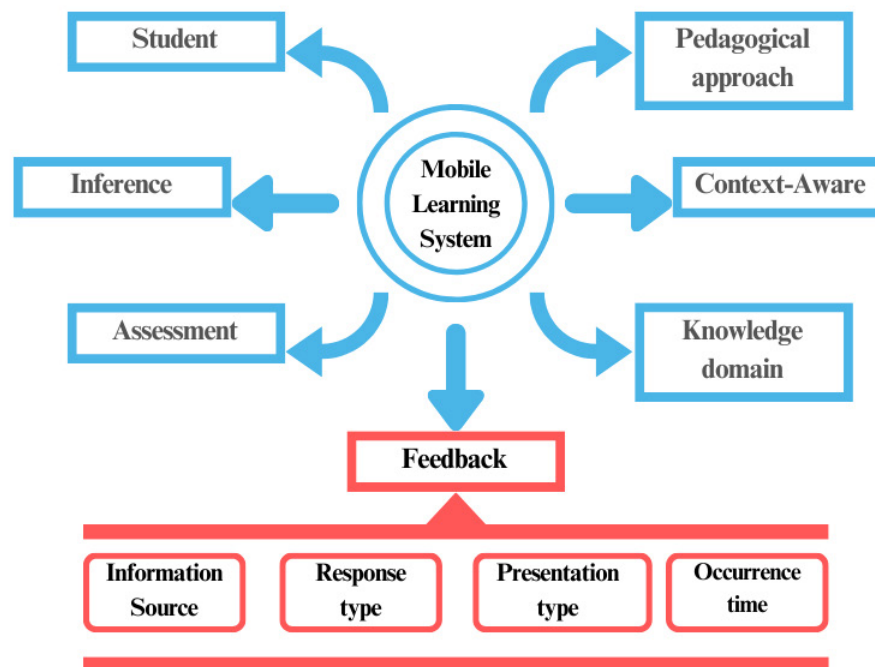 Student
Pedagogical
approach
Inference
Mobile
Learning
System
Context-Aware
Assessment
Knowledge
domain
Feedback
Information
Source
Response
type
Presentation
type
Occurrence
time